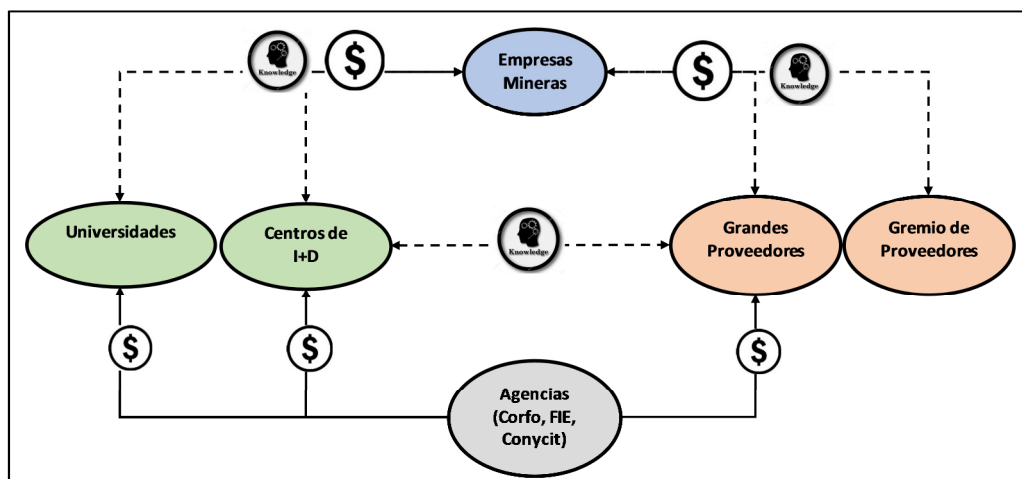 Knowledge
$
Empresas
Mineras
$
Knowledge
Universidades
Centros de
I+D
Knowledge
Grandes
Proveedores
Gremio de
Proveedores
$
$
$
Agencias
(Corfo, FIE,
Conycit)